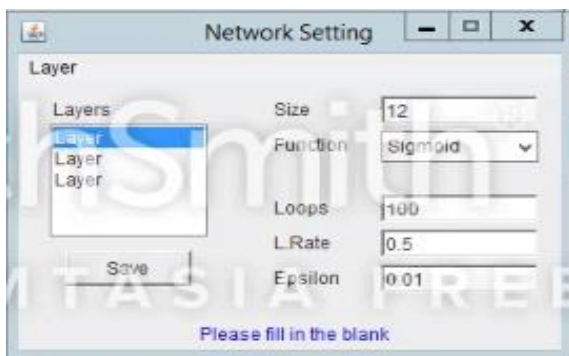 Network Setting
Layer
Layers
Layer
Layer
Layer
Save
Size 12
Function Sigmoid
Loops 100
L.Rate 0.5
Epsilon 0.01
Please fill in the blank